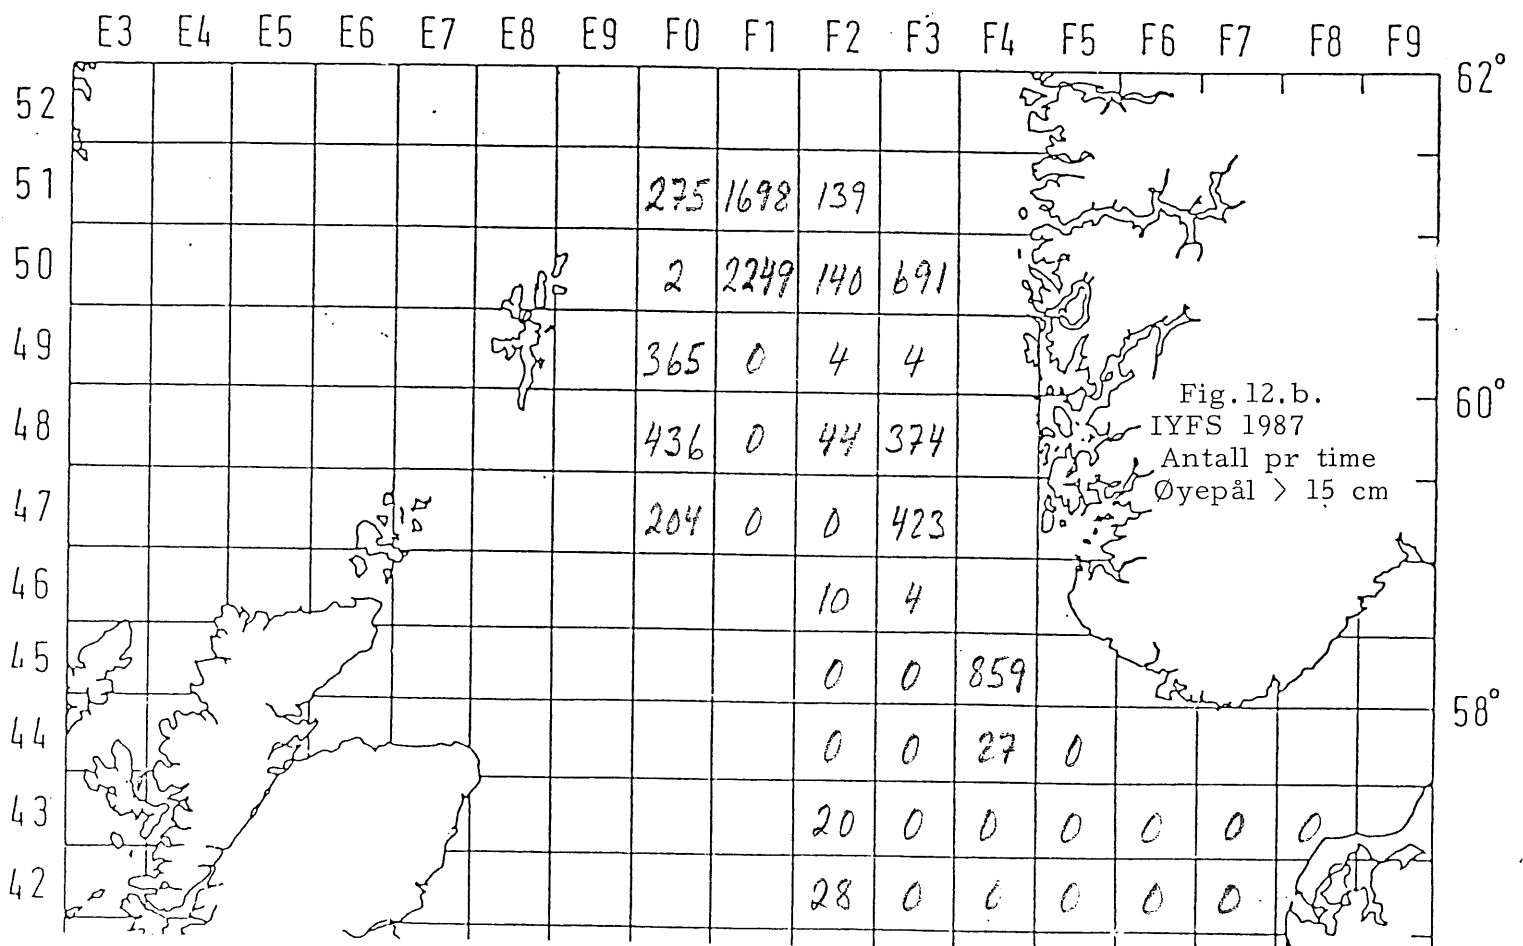 E3 E4 E5 E6 E7 E8 E9 F0 F1 F2 F3 F4 F5 F6 F7 F8 F9
62°
52
51 275 1698 139
50 2 2249 140 691
49 365 0 4 4
60°
Fig.12.b.
IYFS 1987
Antall pr time
Øyepål > 15 cm
48 436 0 44 374
47 204 0 0 423
46 10 4
45 0 0 859
58°
44 0 0 27 0
43 20 0 0 0 0 0 0
42 28 0 0 0 0 0